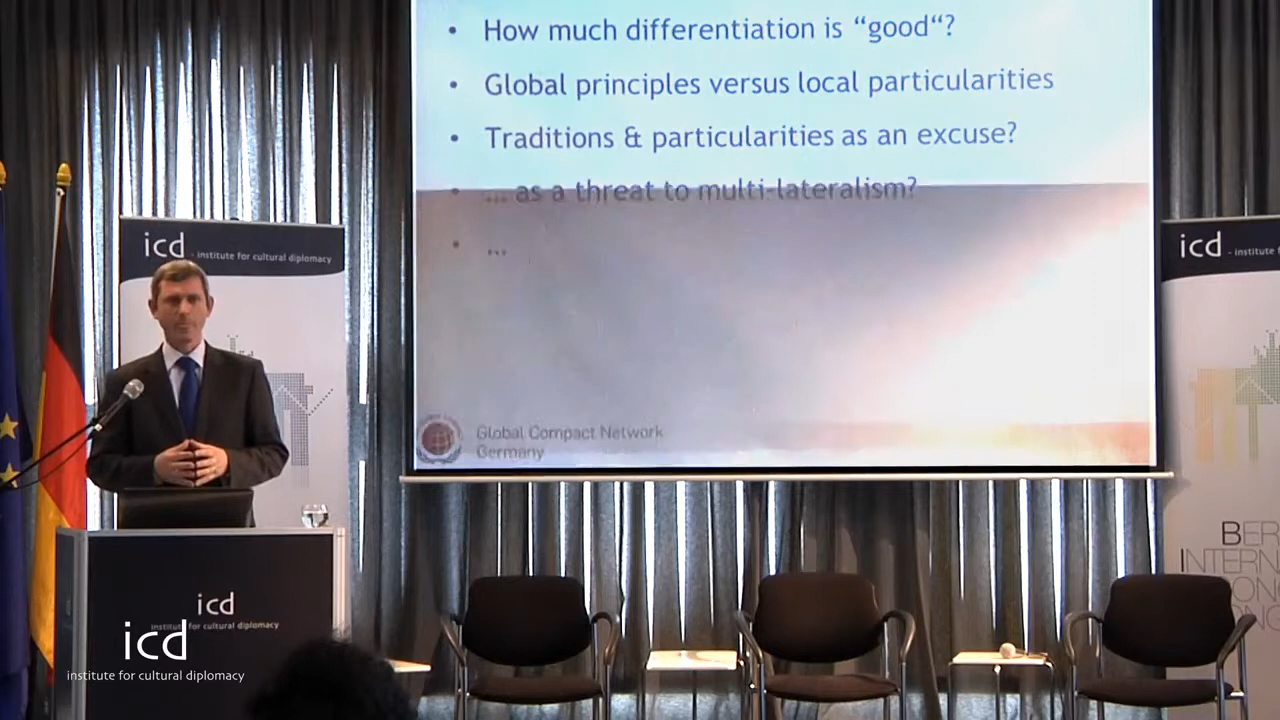 • How much differentiation is “good“?
• Global principles versus local particularities
• Traditions & particularities as an excuse?
• ... as a threat to multi-lateralism?
• ...
Global Compact Network
Germany
icd - institute for cultural diplomacy
icd - institute
icd
institute for cultural diplomacy
icd
institute for cultural diplomacy
BER
INTERN